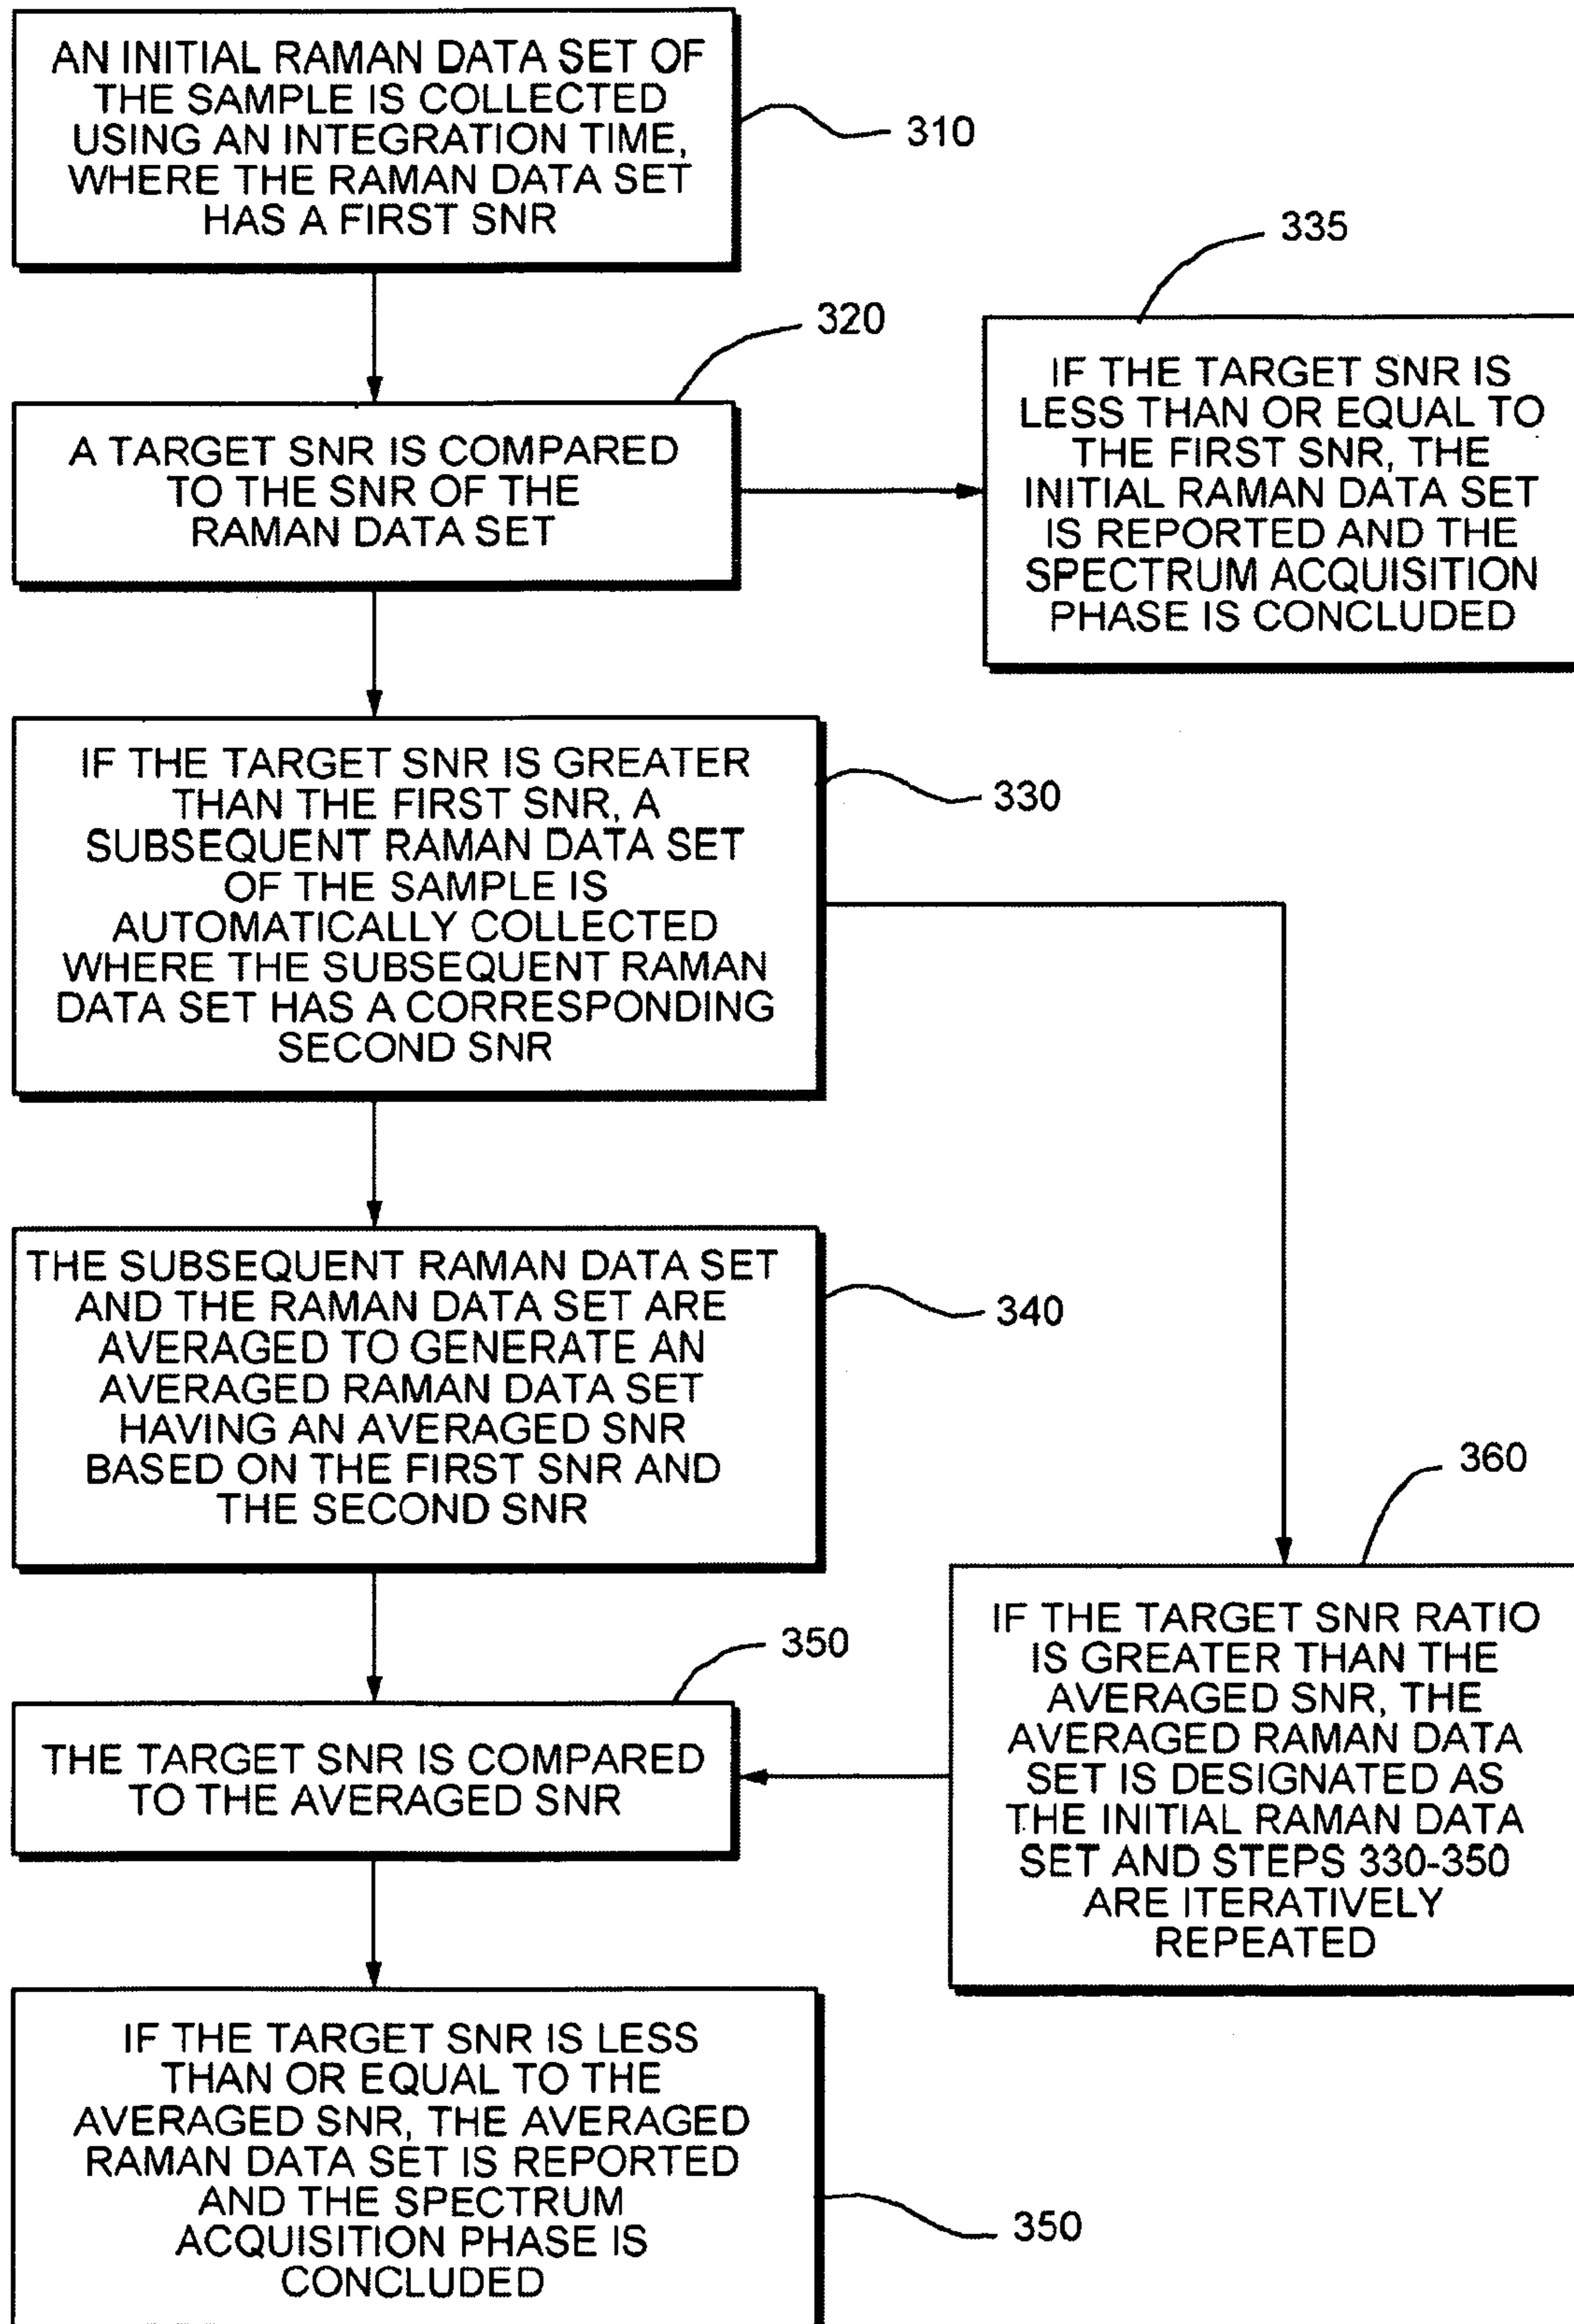 AN INITIAL RAMAN DATA SET OF
THE SAMPLE IS COLLECTED
USING AN INTEGRATION TIME,
WHERE THE RAMAN DATA SET
HAS A FIRST SNR
310
335
320
A TARGET SNR IS COMPARED
TO THE SNR OF THE
RAMAN DATA SET
IF THE TARGET SNR IS
LESS THAN OR EQUAL TO
THE FIRST SNR, THE
INITIAL RAMAN DATA SET
IS REPORTED AND THE
SPECTRUM ACQUISITION
PHASE IS CONCLUDED
IF THE TARGET SNR IS GREATER
THAN THE FIRST SNR, A
SUBSEQUENT RAMAN DATA SET
OF THE SAMPLE IS
AUTOMATICALLY COLLECTED
WHERE THE SUBSEQUENT RAMAN
DATA SET HAS A CORRESPONDING
SECOND SNR
330
THE SUBSEQUENT RAMAN DATA SET
AND THE RAMAN DATA SET ARE
AVERAGED TO GENERATE AN
AVERAGED RAMAN DATA SET
HAVING AN AVERAGED SNR
BASED ON THE FIRST SNR AND
THE SECOND SNR
340
360
IF THE TARGET SNR RATIO
IS GREATER THAN THE
AVERAGED SNR, THE
AVERAGED RAMAN DATA
SET IS DESIGNATED AS
THE INITIAL RAMAN DATA
SET AND STEPS 330-350
ARE ITERATIVELY
REPEATED
350
THE TARGET SNR IS COMPARED
TO THE AVERAGED SNR
IF THE TARGET SNR IS LESS
THAN OR EQUAL TO THE
AVERAGED SNR, THE AVERAGED
RAMAN DATA SET IS REPORTED
AND THE SPECTRUM
ACQUISITION PHASE IS
CONCLUDED
350